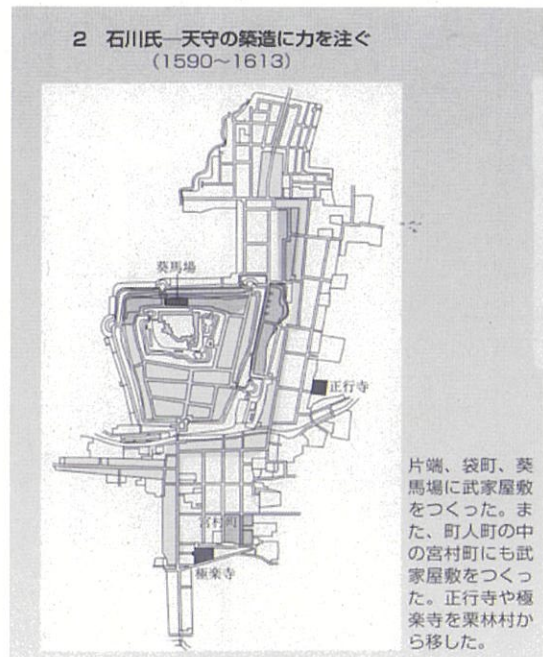 2 石川氏―天守の築造に力を注ぐ
(1590～1613)
葵馬場
正行寺
宮村町
極楽寺
片端、袋町、葵
馬場に武家屋敷
をつくった。ま
た、町人町の中
の宮村町にも武
家屋敷をつくっ
た。正行寺や極
楽寺を栗林村か
ら移した。